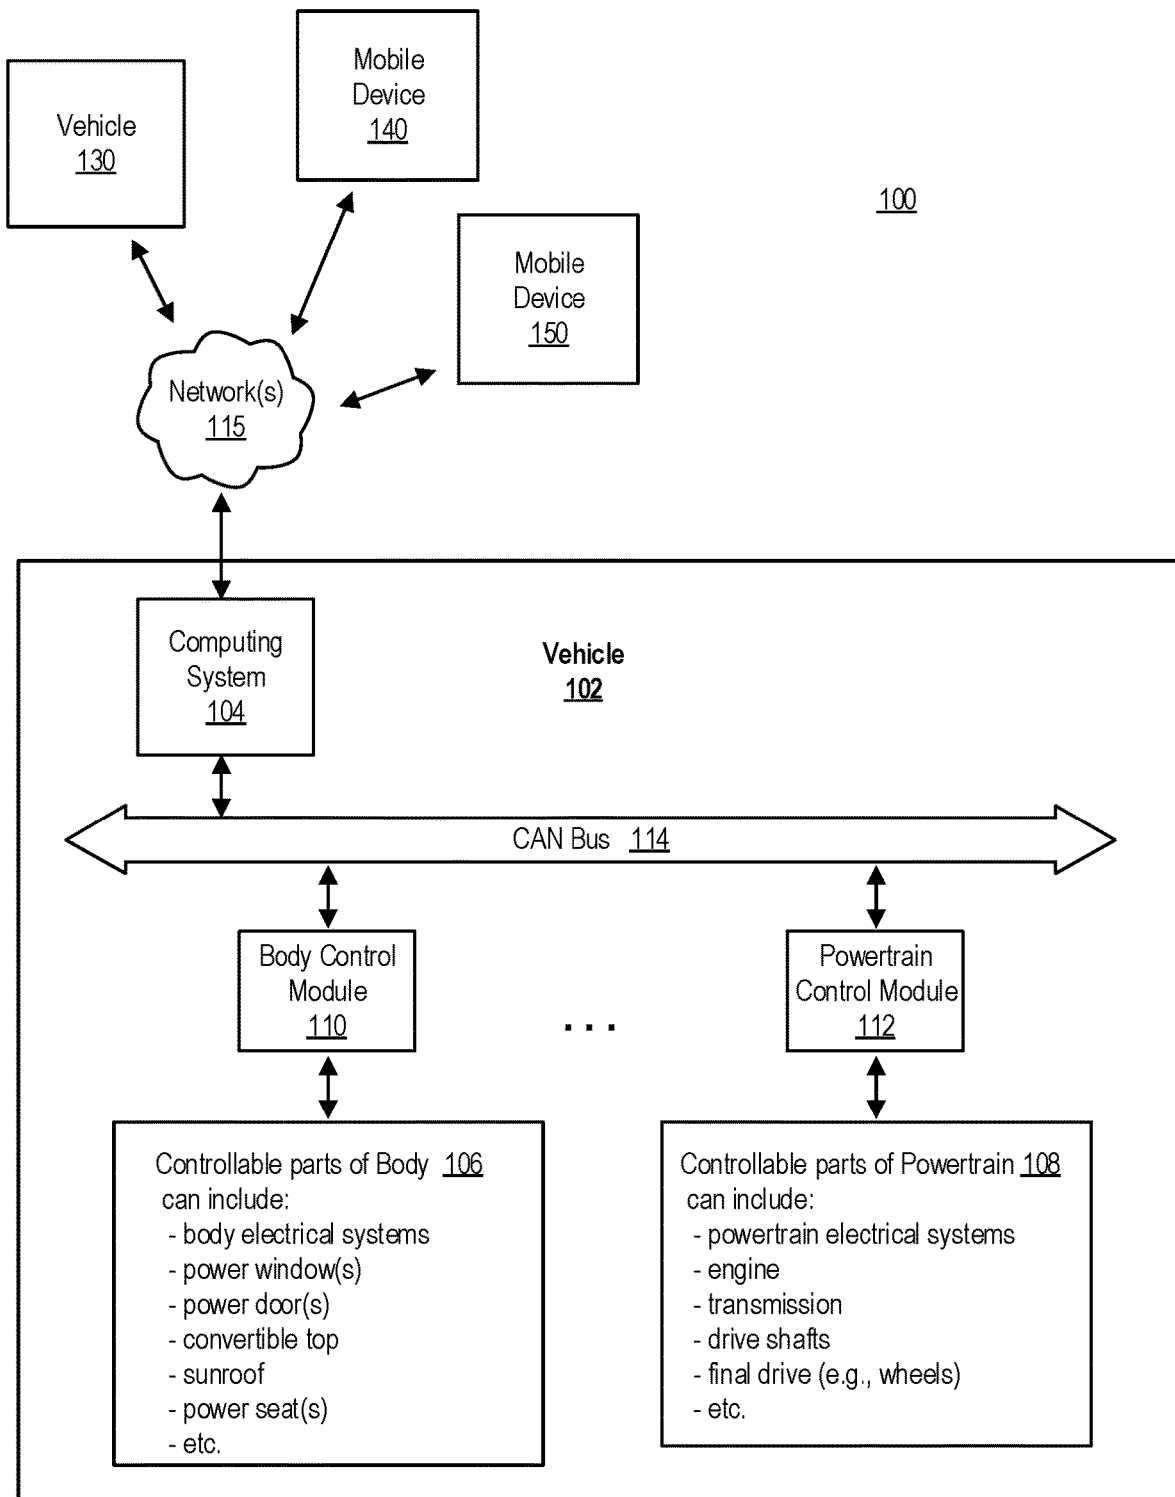 Vehicle
130
Mobile
Device
140
100
Mobile
Device
150
Network(s)
115
Computing
System
104
Vehicle
102
CAN Bus 114
Body Control
Module
110
...
Powertrain
Control Module
112
Controllable parts of Body 106
can include:
- body electrical systems
- power window(s)
- power door(s)
- convertible top
- sunroof
- power seat(s)
- etc.
Controllable parts of Powertrain 108
can include:
- powertrain electrical systems
- engine
- transmission
- drive shafts
- final drive (e.g., wheels)
- etc.